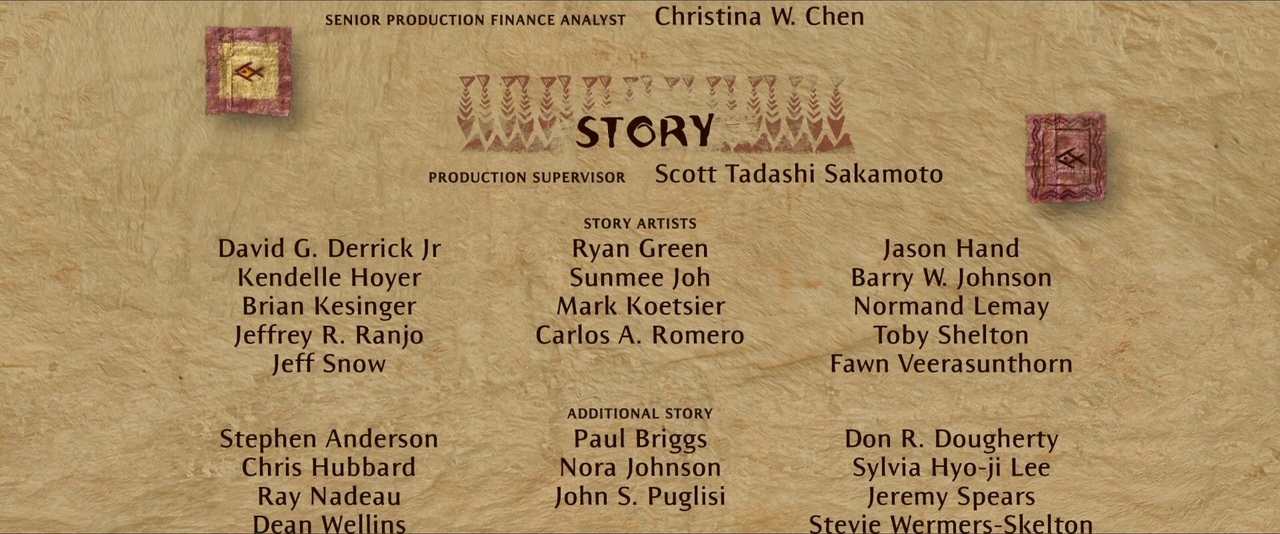 SENIOR PRODUCTION FINANCE ANALYST Christina W. Chen
STORY
PRODUCTION SUPERVISOR Scott Tadashi Sakamoto
STORY ARTISTS
David G. Derrick Jr Ryan Green Jason Hand
Kendelle Hoyer Sunmee Joh Barry W. Johnson
Brian Kesinger Mark Koetsier Normand Lemay
Jeffrey R. Ranjo Carlos A. Romero Toby Shelton
Jeff Snow Fawn Veerasunthorn
ADDITIONAL STORY
Stephen Anderson Paul Briggs Don R. Dougherty
Chris Hubbard Nora Johnson Sylvia Hyo-ji Lee
Ray Nadeau John S. Puglisi Jeremy Spears
Dean Wellins Stevie Wermers-Skelton